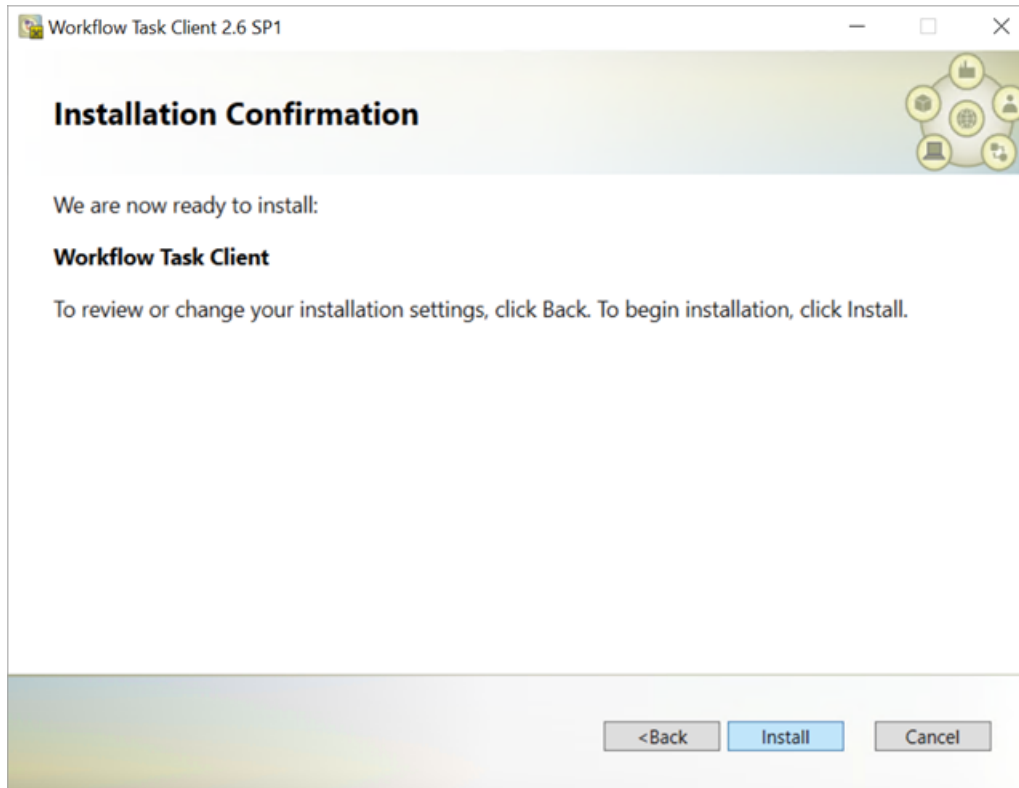 Workflow Task Client 2.6 SP1
Installation Confirmation
We are now ready to install:
Workflow Task Client
To review or change your installation settings, click Back. To begin installation, click Install.
<Back
Install
Cancel